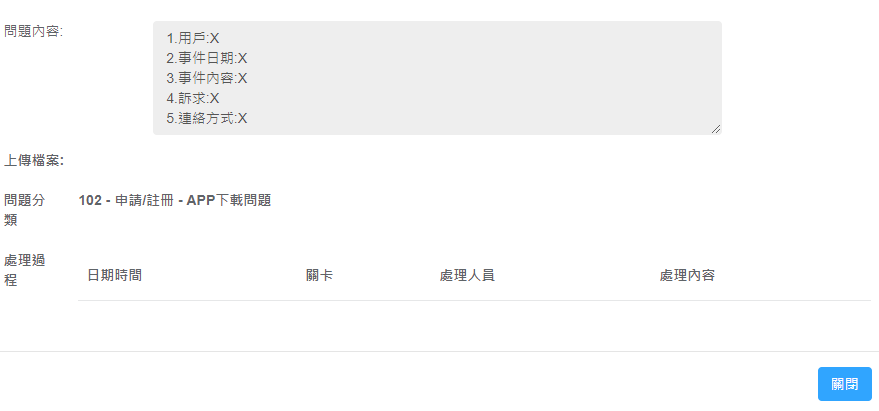 問題內容:
1.用戶:X
2.事件日期:X
3.事件內容:X
4.訴求:X
5.連絡方式:X
上傳檔案:
問題分
類
102 - 申請/註冊 - APP下載問題
處理過
程
日期時間 關卡 處理人員 處理內容
關閉